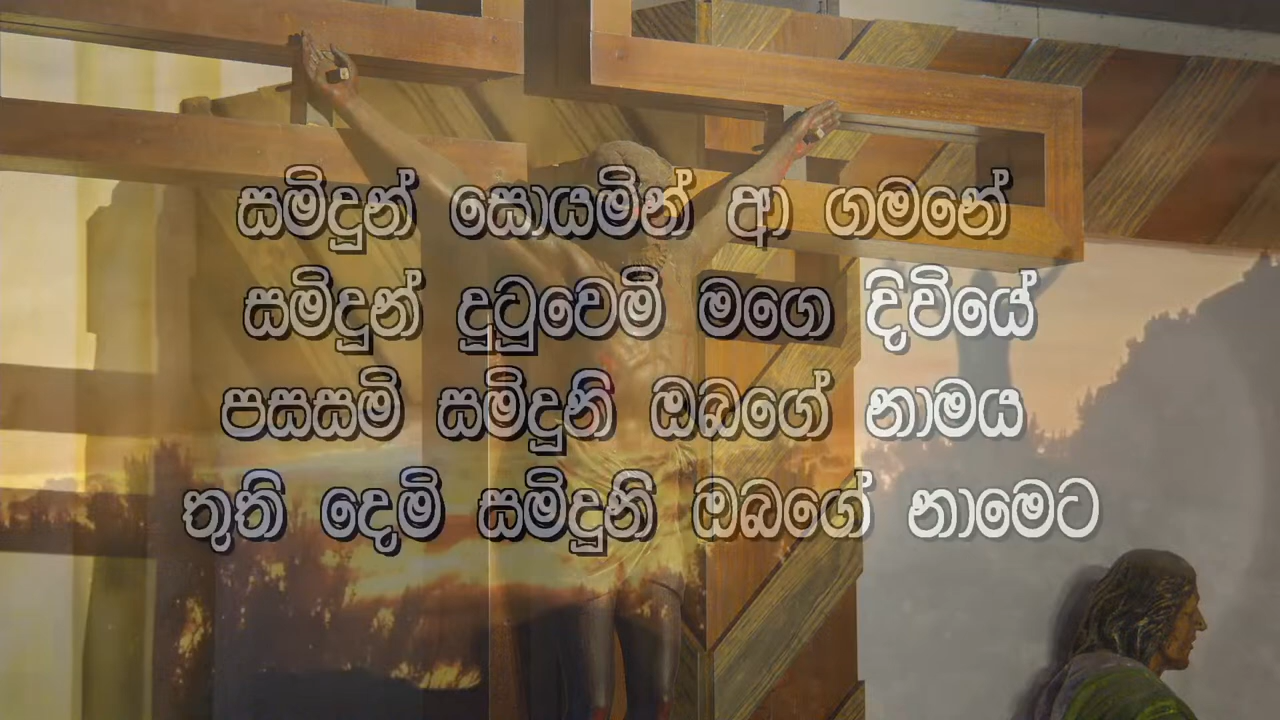 සමිඳුන් සොයමින් ආ ගමනේ
සමිඳුන් දුටුවෙමි මගෙ දිවියේ
පසසමි සමිඳුනි ඔබගේ නාමය
තුති දෙමි සමිඳුනි ඔබගේ නාමෙට